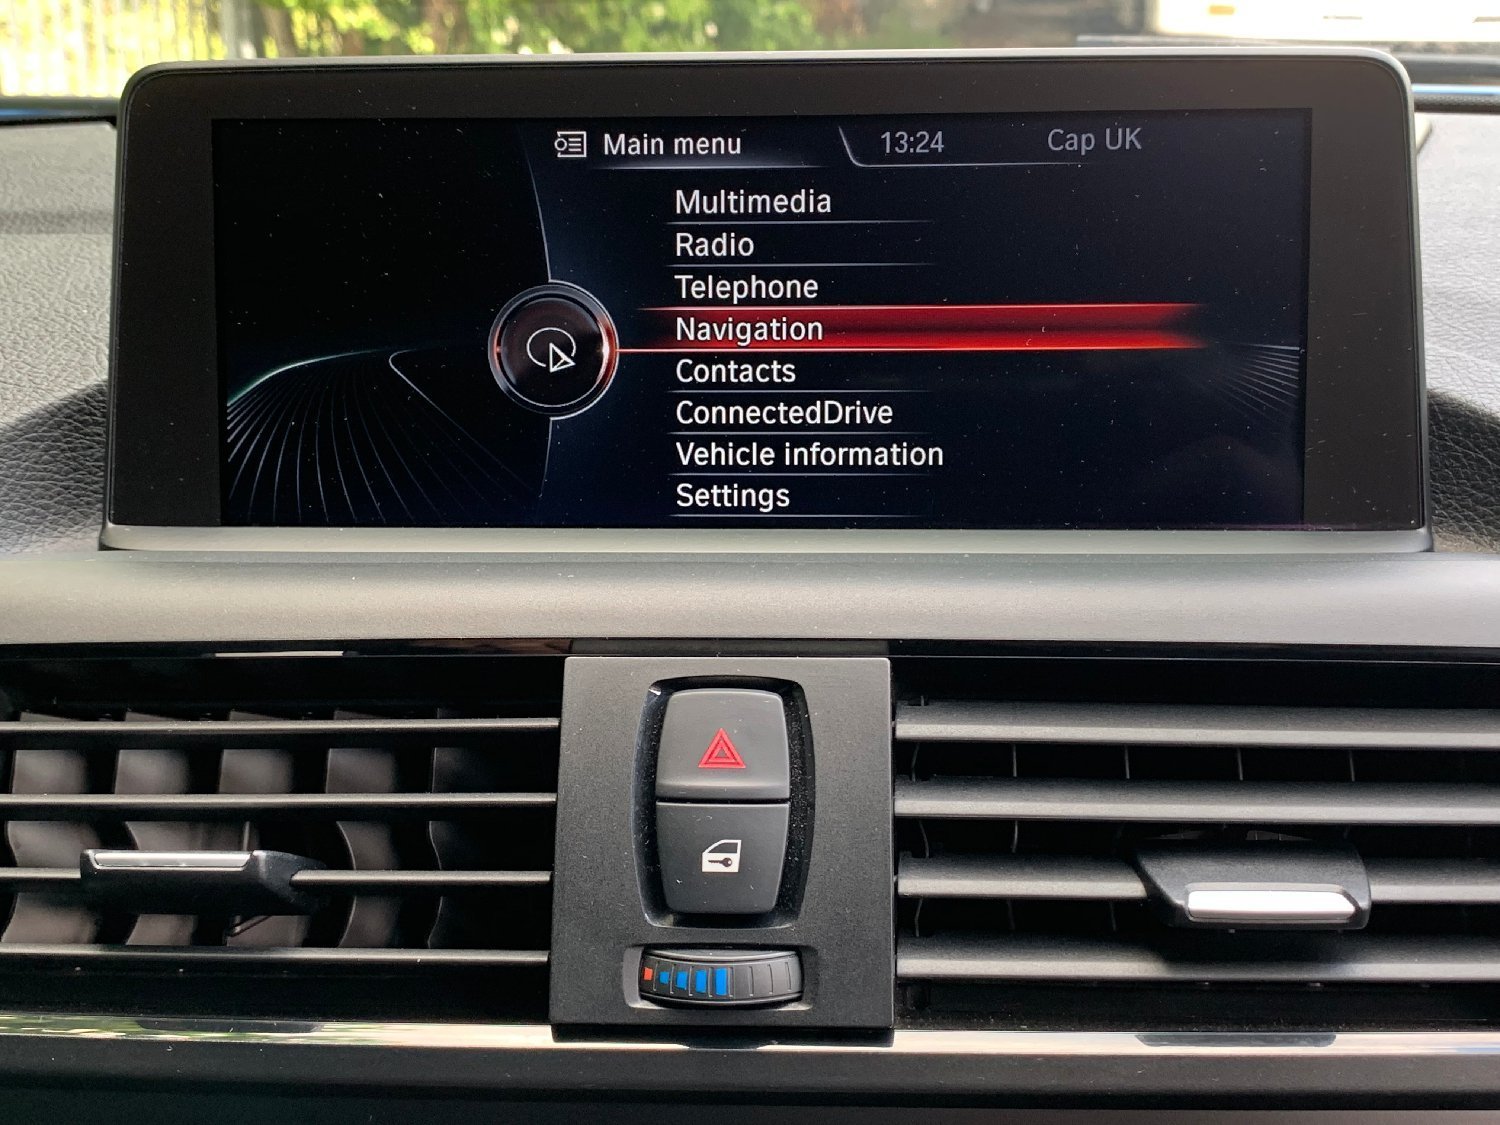 Main menu 13:24 Cap UK
Multimedia
Radio
Telephone
Navigation
Contacts
ConnectedDrive
Vehicle information
Settings